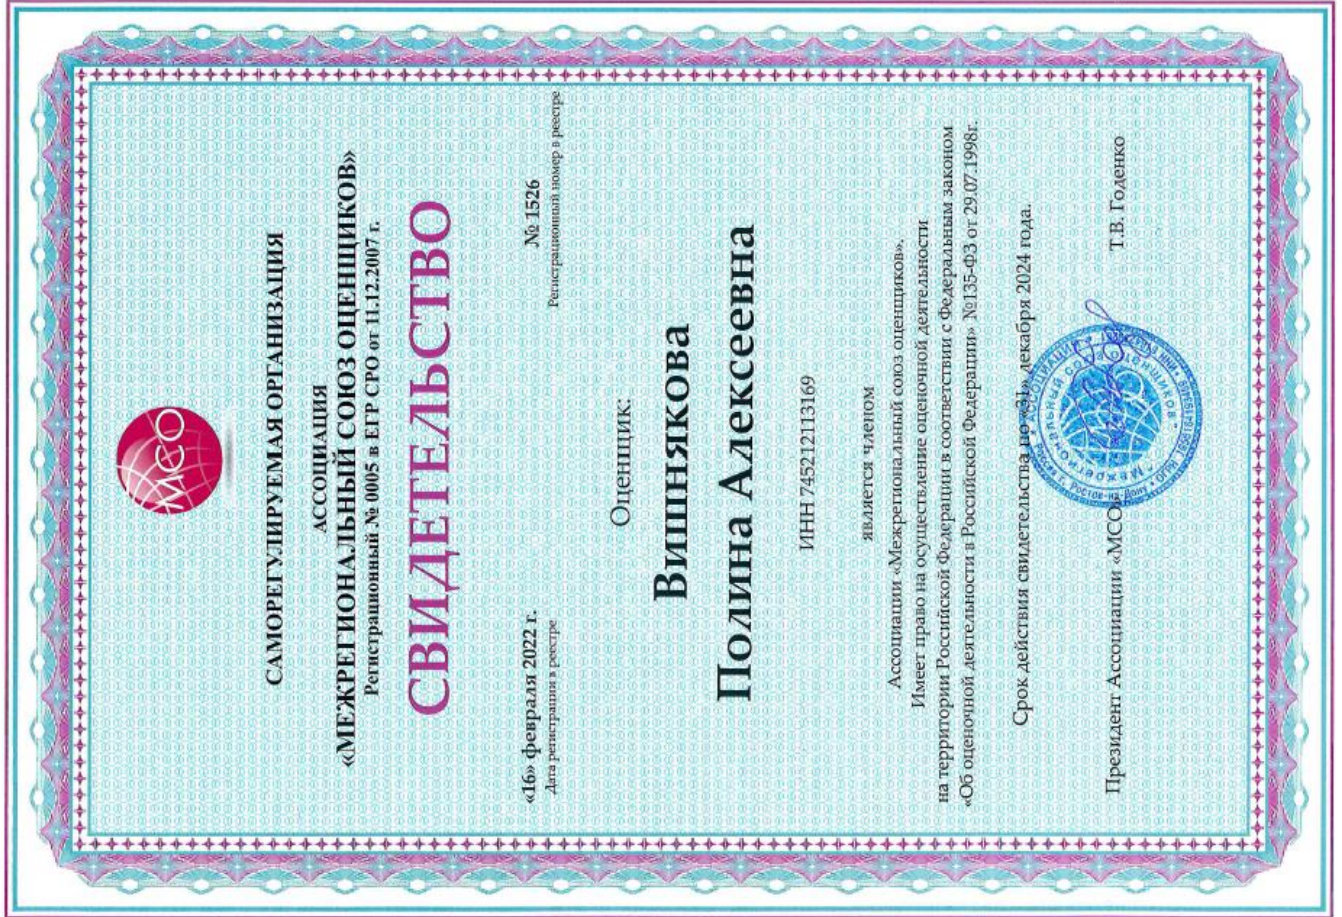 МСО
САМОРЕГУЛИРУЕМАЯ ОРГАНИЗАЦИЯ
АССОЦИАЦИЯ
«МЕЖРЕГИОНАЛЬНЫЙ СОЮЗ ОЦЕНЩИКОВ»
Регистрационный № 0005 в ЕГР СРО от 11.12.2007 г.
СВИДЕТЕЛЬСТВО
«16» февраля 2022 г. № 1526
Дата регистрации в реестре Регистрационный номер в реестре
Оценщик:
Вишнякова
Полина Алексеевна
ИНН 745212113169
является членом
Ассоциации «Межрегиональный союз оценщиков».
Имеет право на осуществление оценочной деятельности
на территории Российской Федерации в соответствии с Федеральным законом
«Об оценочной деятельности в Российской Федерации» №135-ФЗ от 29.07.1998г.
Срок действия свидетельства по «31» декабря 2024 года.
Президент Ассоциации «МСО» Т.В. Годенко